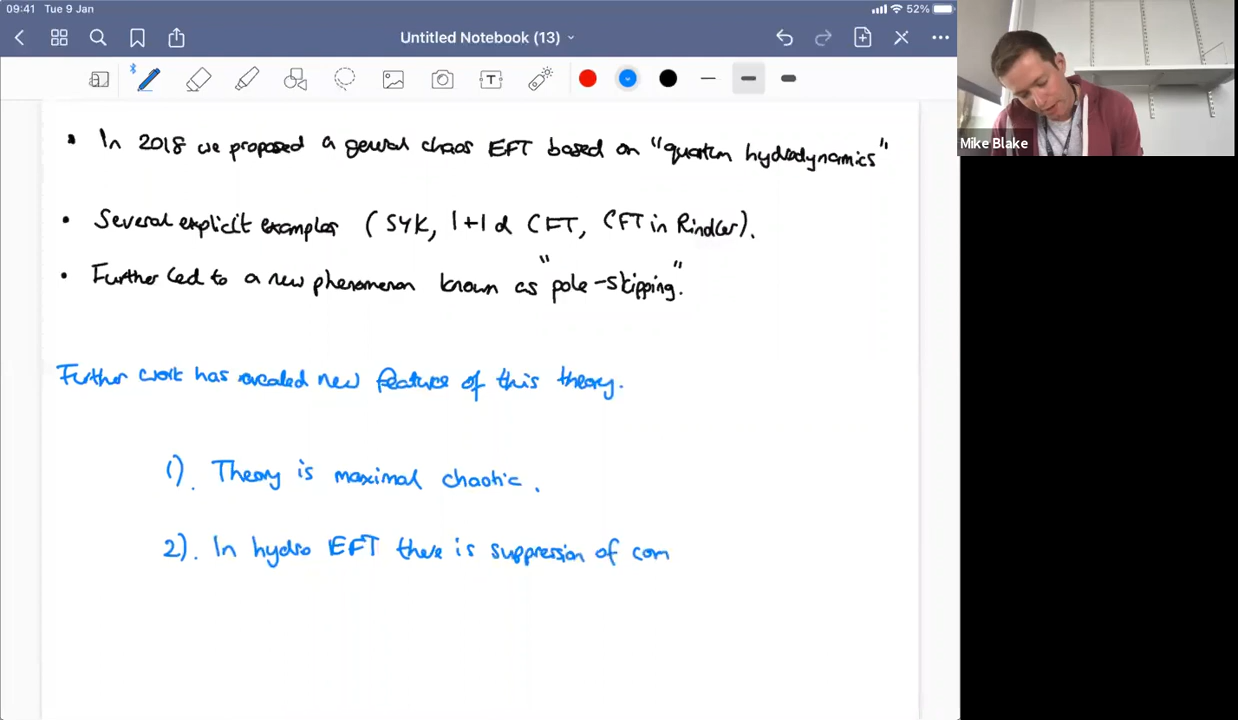 09:41 Tue 9 Jan
52%
Untitled Notebook (13)
T
• In 2018 we proposed a general chaos EFT based on "quantum hydrodynamics"
• Several explicit examples (SYK, 1+1 d CFT, CFT in Rindler).
• Further led to a new phenomenon known as "pole-skipping".
Further work has revealed new feature of this theory.
1). Theory is maximal chaotic.
2). In hydro EFT there is suppression of com
Mike Blake